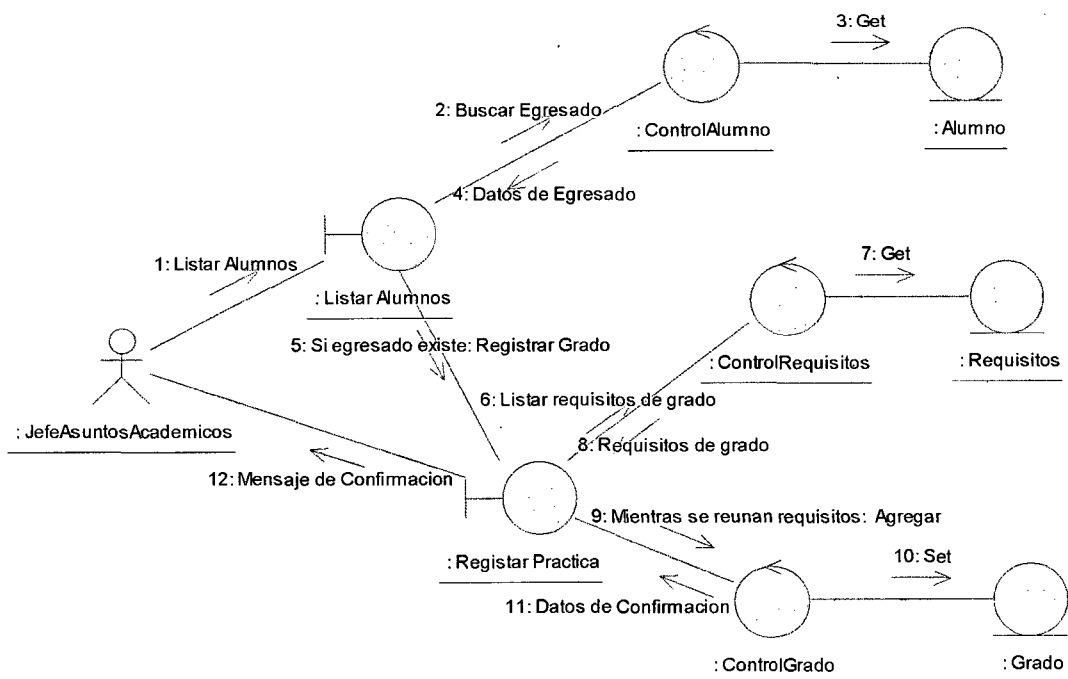 3: Get
2: Buscar Egresado
: ControlAlumno
: Alumno
4: Datos de Egresado
1: Listar Alumnos
7: Get
: Listar Alumnos
5: Si egresado existe: Registrar Grado
: ControlRequisitos
: Requisitos
6: Listar requisitos de grado
: JefeAsuntosAcademicos
8: Requisitos de grado
12: Mensaje de Confirmacion
9: Mientras se reunan requisitos: Agregar
: Registar Practica
10: Set
11: Datos de Confirmacion
: ControlGrado
: Grado